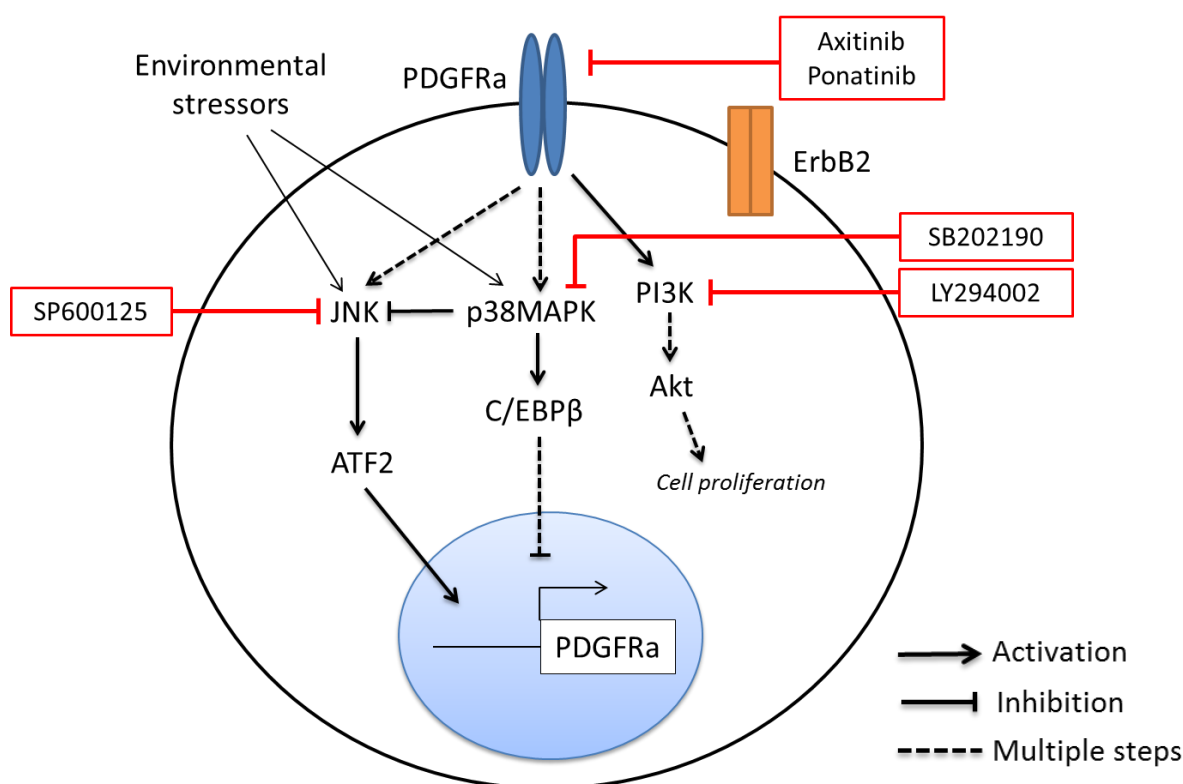 Environmental
stressors
PDGFRa
Axitinib
Ponatinib
ErbB2
SB202190
LY294002
SP600125
JNK
p38MAPK
PI3K
Akt
C/EBPβ
ATF2
Cell proliferation
PDGFRa
Activation
Inhibition
Multiple steps